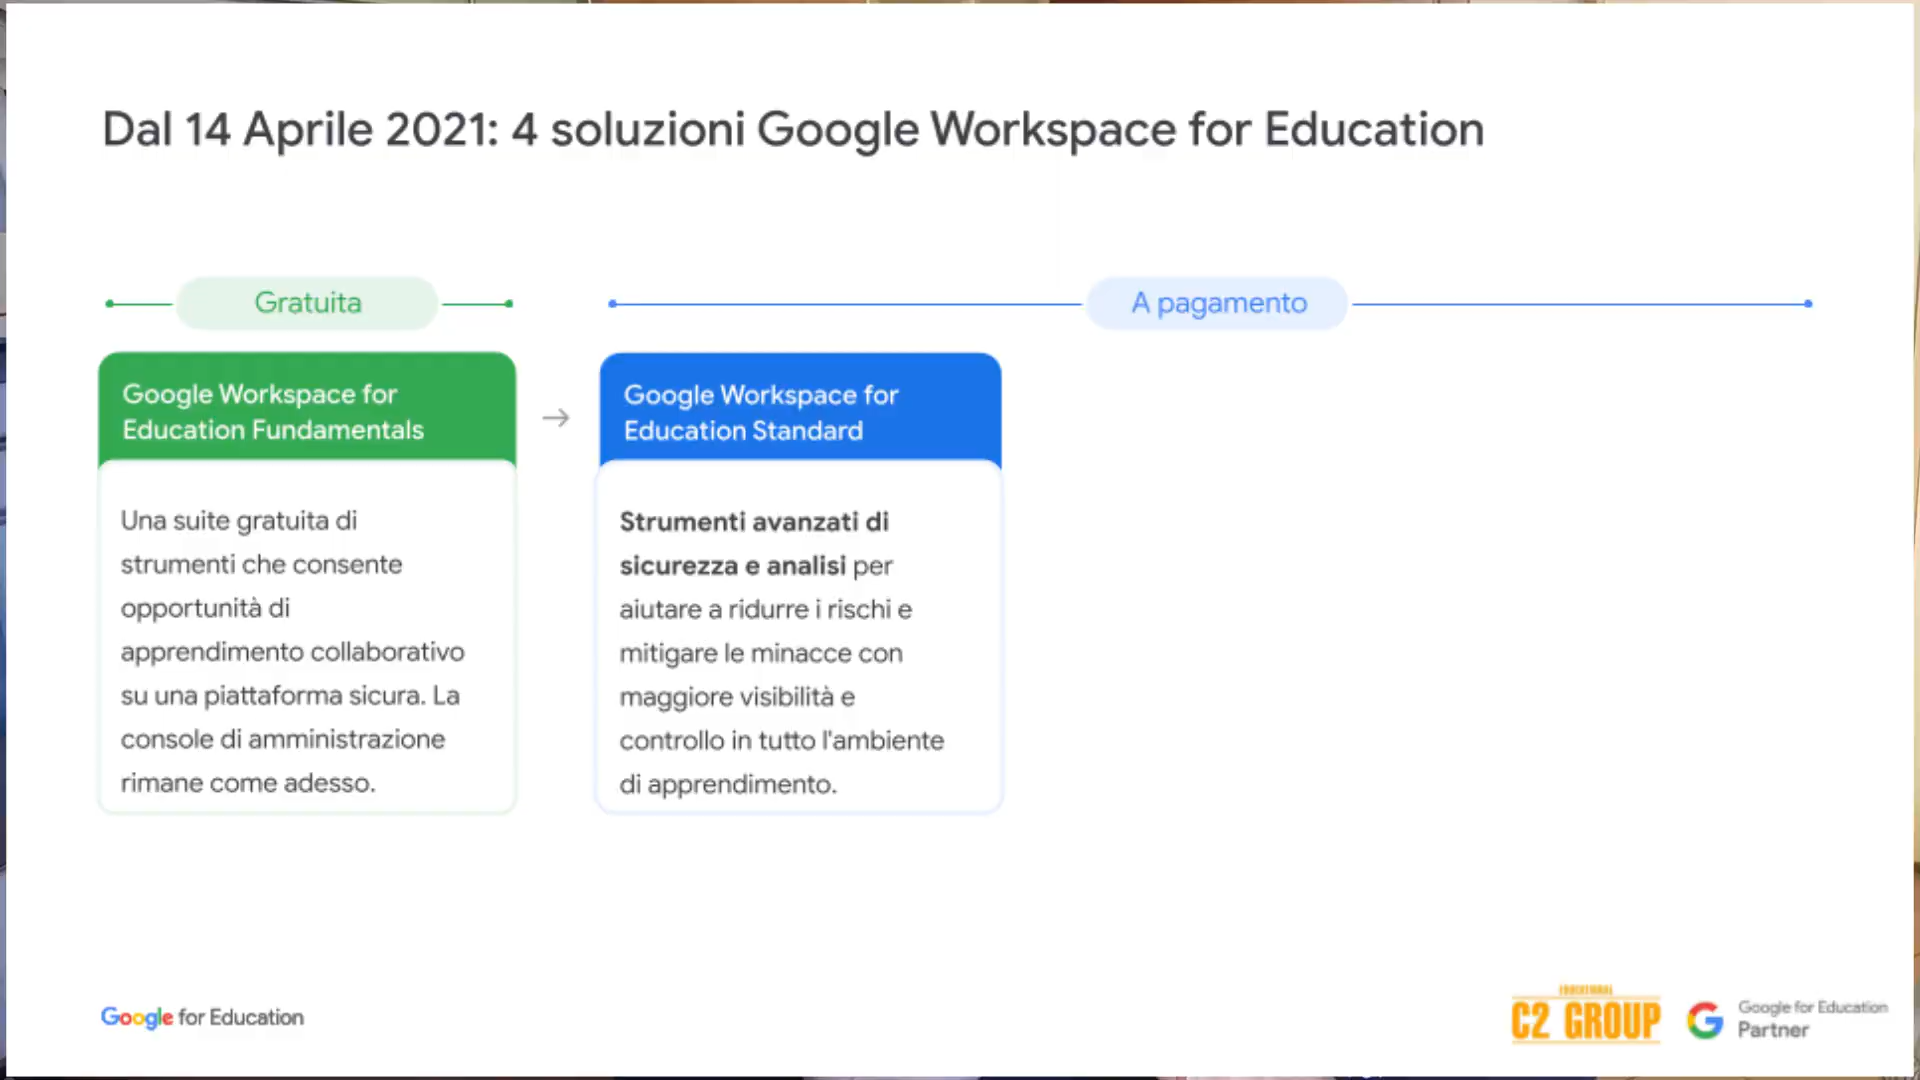 Dal 14 Aprile 2021: 4 soluzioni Google Workspace for Education
Gratuita
A pagamento
Google Workspace for
Education Fundamentals
→
Google Workspace for
Education Standard
Una suite gratuita di
strumenti che consente
opportunità di
apprendimento collaborativo
su una piattaforma sicura. La
console di amministrazione
rimane come adesso.
Strumenti avanzati di
sicurezza e analisi per
aiutare a ridurre i rischi e
mitigare le minacce con
maggiore visibilità e
controllo in tutto l'ambiente
di apprendimento.
Google for Education
EDUCATIONAL
C2 GROUP
Google for Education
Partner